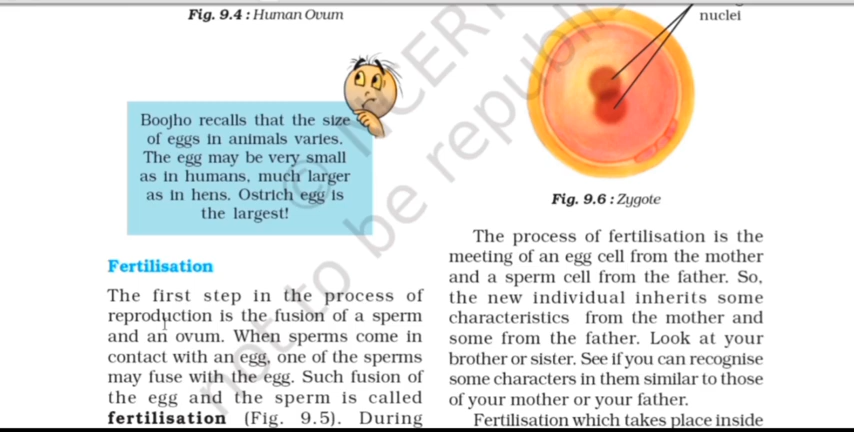 Fig. 9.4 : Human Ovum
Boojho recalls that the size
of eggs in animals varies.
The egg may be very small
as in humans, much larger
as in hens. Ostrich egg is
the largest!
Fertilisation
The first step in the process of
reproduction is the fusion of a sperm
and an ovum. When sperms come in
contact with an egg, one of the sperms
may fuse with the egg. Such fusion of
the egg and the sperm is called
fertilisation (Fig. 9.5). During
nuclei
Fig. 9.6 : Zygote
The process of fertilisation is the
meeting of an egg cell from the mother
and a sperm cell from the father. So,
the new individual inherits some
characteristics from the mother and
some from the father. Look at your
brother or sister. See if you can recognise
some characters in them similar to those
of your mother or your father.
Fertilisation which takes place inside
© NCERT
not to be republi